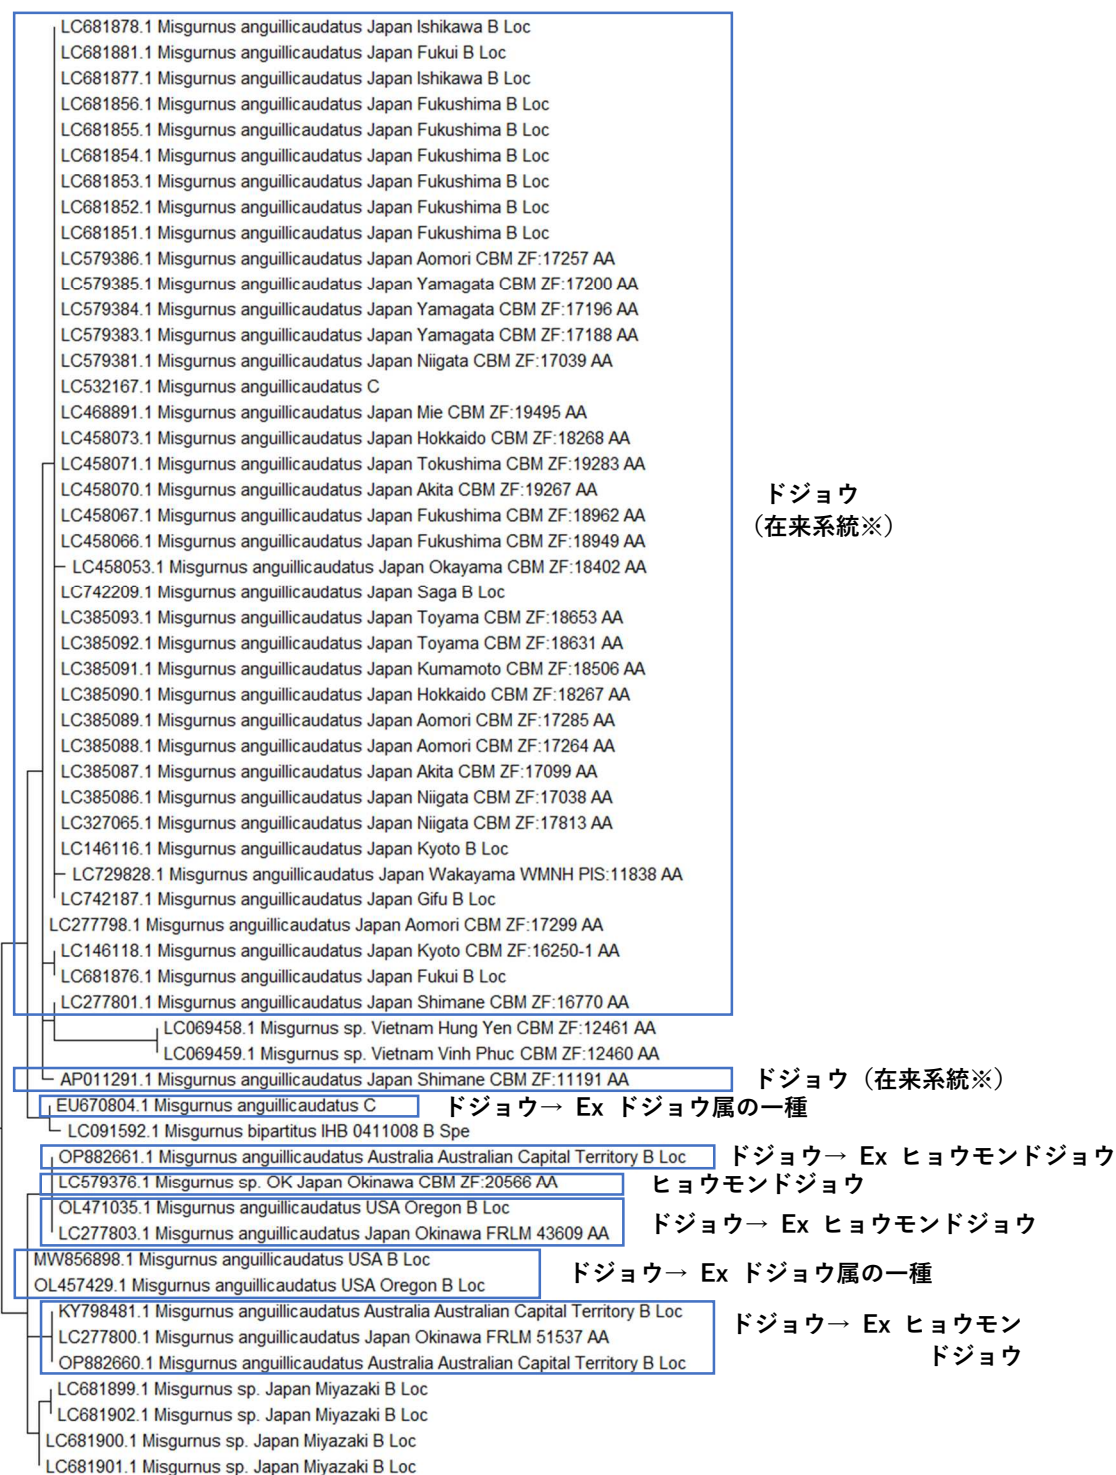 LC681878.1 Misgurnus anguillicaudatus Japan Ishikawa B Loc
LC681881.1 Misgurnus anguillicaudatus Japan Fukui B Loc
LC681877.1 Misgurnus anguillicaudatus Japan Ishikawa B Loc
LC681856.1 Misgurnus anguillicaudatus Japan Fukushima B Loc
LC681855.1 Misgurnus anguillicaudatus Japan Fukushima B Loc
LC681854.1 Misgurnus anguillicaudatus Japan Fukushima B Loc
LC681853.1 Misgurnus anguillicaudatus Japan Fukushima B Loc
LC681852.1 Misgurnus anguillicaudatus Japan Fukushima B Loc
LC681851.1 Misgurnus anguillicaudatus Japan Fukushima B Loc
LC579386.1 Misgurnus anguillicaudatus Japan Aomori CBM ZF:17257 AA
LC579385.1 Misgurnus anguillicaudatus Japan Yamagata CBM ZF:17200 AA
LC579384.1 Misgurnus anguillicaudatus Japan Yamagata CBM ZF:17196 AA
LC579383.1 Misgurnus anguillicaudatus Japan Yamagata CBM ZF:17188 AA
LC579381.1 Misgurnus anguillicaudatus Japan Niigata CBM ZF:17039 AA
LC532167.1 Misgurnus anguillicaudatus C
LC468891.1 Misgurnus anguillicaudatus Japan Mie CBM ZF:19495 AA
LC458073.1 Misgurnus anguillicaudatus Japan Hokkaido CBM ZF:18268 AA
LC458071.1 Misgurnus anguillicaudatus Japan Tokushima CBM ZF:19283 AA
LC458070.1 Misgurnus anguillicaudatus Japan Akita CBM ZF:19267 AA
LC458067.1 Misgurnus anguillicaudatus Japan Fukushima CBM ZF:18962 AA
LC458066.1 Misgurnus anguillicaudatus Japan Fukushima CBM ZF:18949 AA
LC458053.1 Misgurnus anguillicaudatus Japan Okayama CBM ZF:18402 AA
LC742209.1 Misgurnus anguillicaudatus Japan Saga B Loc
LC385093.1 Misgurnus anguillicaudatus Japan Toyama CBM ZF:18653 AA
LC385092.1 Misgurnus anguillicaudatus Japan Toyama CBM ZF:18631 AA
LC385091.1 Misgurnus anguillicaudatus Japan Kumamoto CBM ZF:18506 AA
LC385090.1 Misgurnus anguillicaudatus Japan Hokkaido CBM ZF:18267 AA
LC385089.1 Misgurnus anguillicaudatus Japan Aomori CBM ZF:17285 AA
LC385088.1 Misgurnus anguillicaudatus Japan Aomori CBM ZF:17264 AA
LC385087.1 Misgurnus anguillicaudatus Japan Akita CBM ZF:17099 AA
LC385086.1 Misgurnus anguillicaudatus Japan Niigata CBM ZF:17038 AA
LC327065.1 Misgurnus anguillicaudatus Japan Niigata CBM ZF:17813 AA
LC146116.1 Misgurnus anguillicaudatus Japan Kyoto B Loc
LC729828.1 Misgurnus anguillicaudatus Japan Wakayama WMNH PIS:11838 AA
LC742187.1 Misgurnus anguillicaudatus Japan Gifu B Loc
LC277798.1 Misgurnus anguillicaudatus Japan Aomori CBM ZF:17299 AA
LC146118.1 Misgurnus anguillicaudatus Japan Kyoto CBM ZF:16250-1 AA
LC681876.1 Misgurnus anguillicaudatus Japan Fukui B Loc
LC277801.1 Misgurnus anguillicaudatus Japan Shimane CBM ZF:16770 AA
ドジョウ
(在来系統※)
LC069458.1 Misgurnus sp. Vietnam Hung Yen CBM ZF:12461 AA
LC069459.1 Misgurnus sp. Vietnam Vinh Phuc CBM ZF:12460 AA
AP011291.1 Misgurnus anguillicaudatus Japan Shimane CBM ZF:11191 AA
ドジョウ (在来系統※)
EU670804.1 Misgurnus anguillicaudatus C
ドジョウ→ Ex ドジョウ属の一種
LC091592.1 Misgurnus bipartitus IHB 0411008 B Spe
OP882661.1 Misgurnus anguillicaudatus Australia Australian Capital Territory B Loc
ドジョウ→ Ex ヒョウモンドジョウ
LC579376.1 Misgurnus sp. OK Japan Okinawa CBM ZF:20566 AA
ヒョウモンドジョウ
OL471035.1 Misgurnus anguillicaudatus USA Oregon B Loc
LC277803.1 Misgurnus anguillicaudatus Japan Okinawa FRLM 43609 AA
ドジョウ→ Ex ヒョウモンドジョウ
MW856898.1 Misgurnus anguillicaudatus USA B Loc
OL457429.1 Misgurnus anguillicaudatus USA Oregon B Loc
ドジョウ→ Ex ドジョウ属の一種
KY798481.1 Misgurnus anguillicaudatus Australia Australian Capital Territory B Loc
LC277800.1 Misgurnus anguillicaudatus Japan Okinawa FRLM 51537 AA
OP882660.1 Misgurnus anguillicaudatus Australia Australian Capital Territory B Loc
ドジョウ→ Ex ヒョウモン
ドジョウ
LC681899.1 Misgurnus sp. Japan Miyazaki B Loc
LC681902.1 Misgurnus sp. Japan Miyazaki B Loc
LC681900.1 Misgurnus sp. Japan Miyazaki B Loc
LC681901.1 Misgurnus sp. Japan Miyazaki B Loc